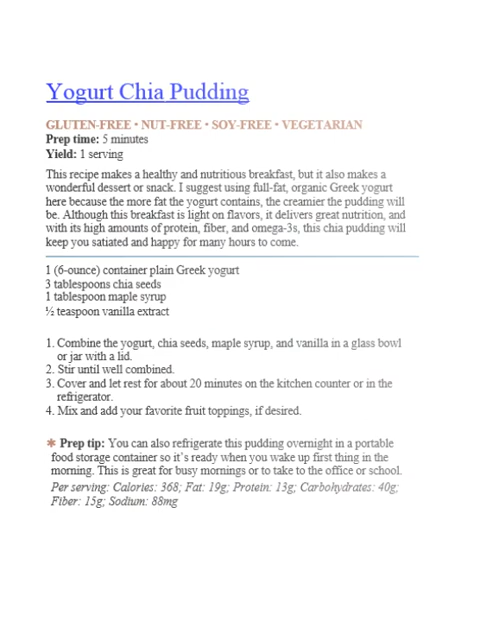 Yogurt Chia Pudding
GLUTEN-FREE • NUT-FREE • SOY-FREE • VEGETARIAN
Prep time: 5 minutes
Yield: 1 serving
This recipe makes a healthy and nutritious breakfast, but it also makes a
wonderful dessert or snack. I suggest using full-fat, organic Greek yogurt
here because the more fat the yogurt contains, the creamier the pudding will
be. Although this breakfast is light on flavors, it delivers great nutrition, and
with its high amounts of protein, fiber, and omega-3s, this chia pudding will
keep you satiated and happy for many hours to come.
1 (6-ounce) container plain Greek yogurt
3 tablespoons chia seeds
1 tablespoon maple syrup
½ teaspoon vanilla extract
1. Combine the yogurt, chia seeds, maple syrup, and vanilla in a glass bowl
or jar with a lid.
2. Stir until well combined.
3. Cover and let rest for about 20 minutes on the kitchen counter or in the
refrigerator.
4. Mix and add your favorite fruit toppings, if desired.
✱ Prep tip: You can also refrigerate this pudding overnight in a portable
food storage container so it's ready when you wake up first thing in the
morning. This is great for busy mornings or to take to the office or school.
Per serving: Calories: 368; Fat: 19g; Protein: 13g; Carbohydrates: 40g;
Fiber: 15g; Sodium: 88mg